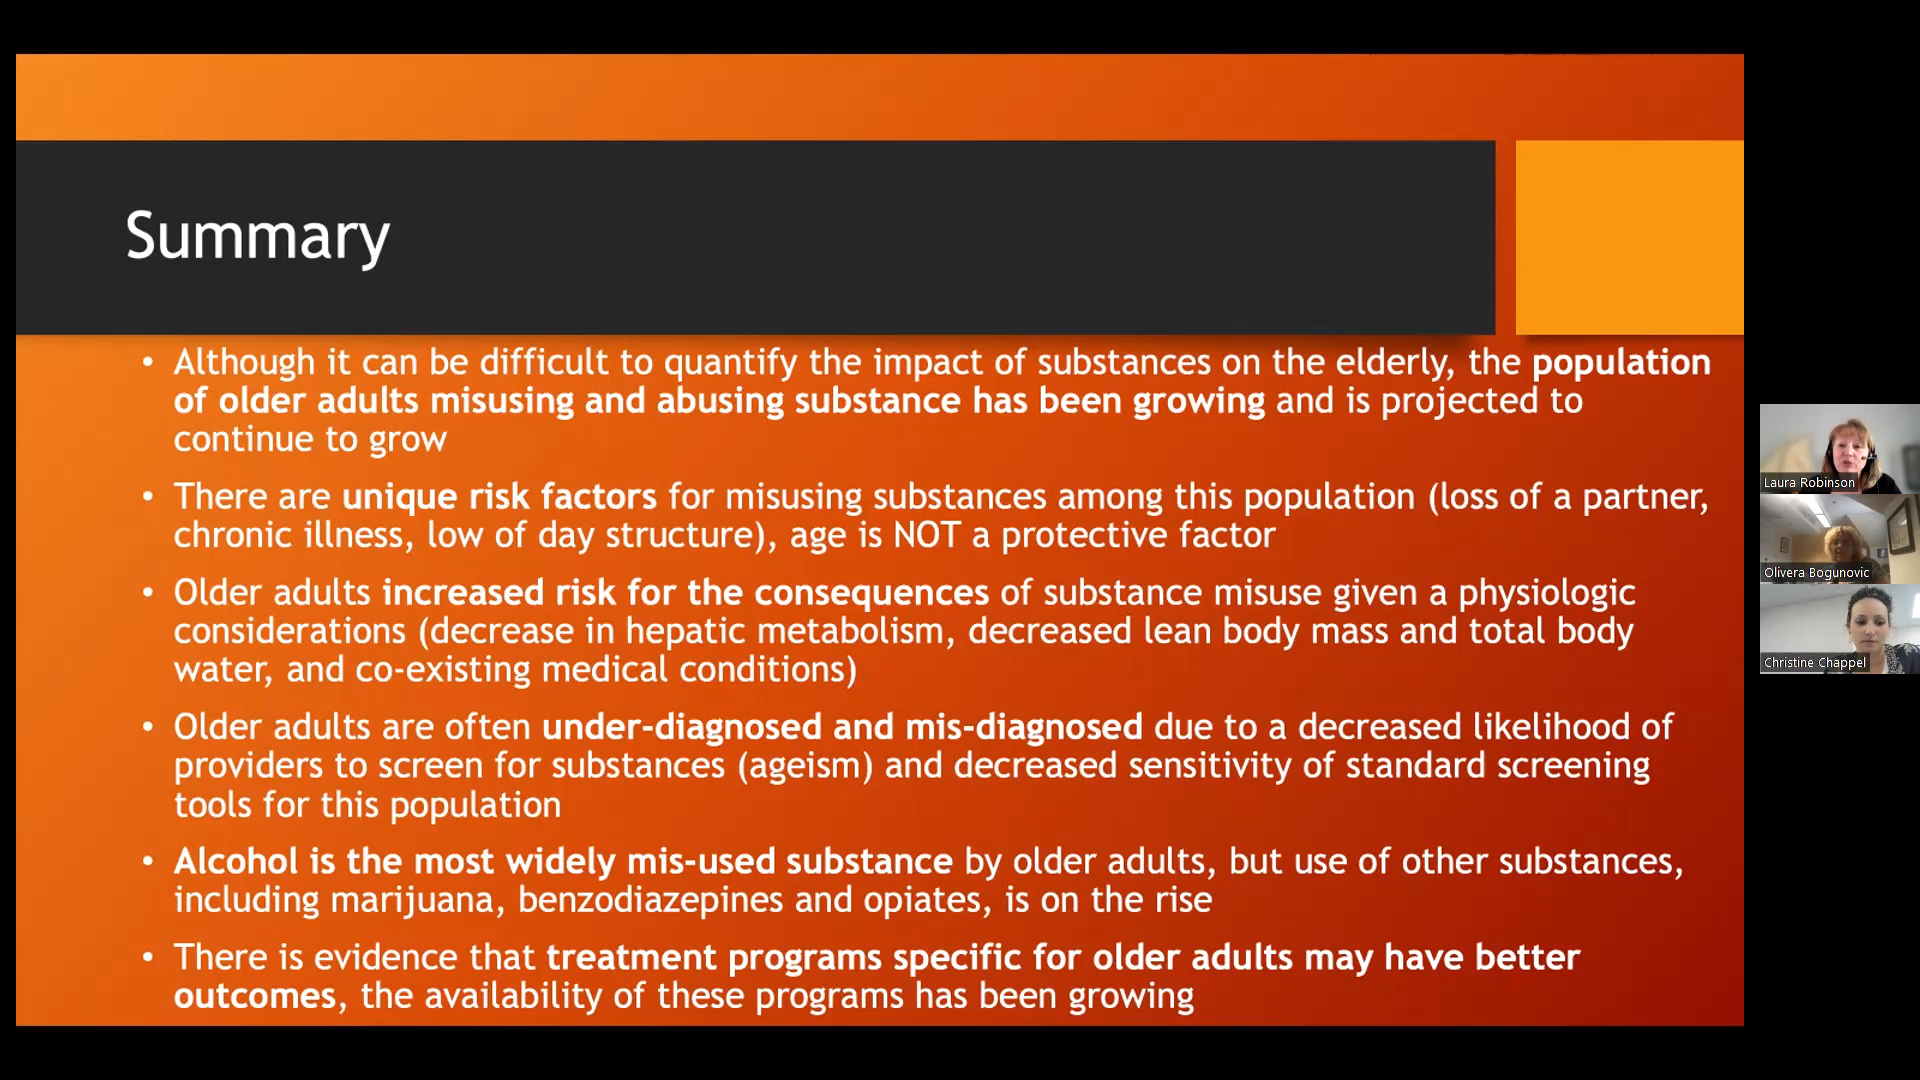 Summary
• Although it can be difficult to quantify the impact of substances on the elderly, the population
of older adults misusing and abusing substance has been growing and is projected to
continue to grow
• There are unique risk factors for misusing substances among this population (loss of a partner,
chronic illness, low of day structure), age is NOT a protective factor
• Older adults increased risk for the consequences of substance misuse given a physiologic
considerations (decrease in hepatic metabolism, decreased lean body mass and total body
water, and co-existing medical conditions)
• Older adults are often under-diagnosed and mis-diagnosed due to a decreased likelihood of
providers to screen for substances (ageism) and decreased sensitivity of standard screening
tools for this population
• Alcohol is the most widely mis-used substance by older adults, but use of other substances,
including marijuana, benzodiazepines and opiates, is on the rise
• There is evidence that treatment programs specific for older adults may have better
outcomes, the availability of these programs has been growing
Laura Robinson
Olivera Bogunovic
Christine Chappel